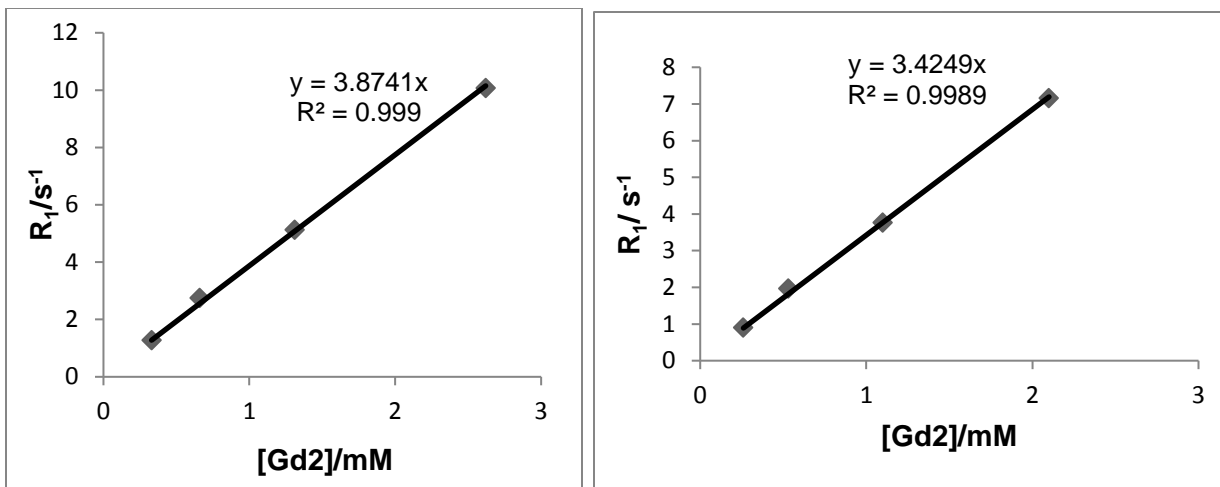 12
10
8
6
4
2
0
R₁/s⁻¹
y = 3.8741x
R² = 0.999
0 1 2 3
[Gd2]/mM
8
7
6
5
4
3
2
1
0
R₁/ s⁻¹
y = 3.4249x
R² = 0.9989
0 1 2 3
[Gd2]/mM